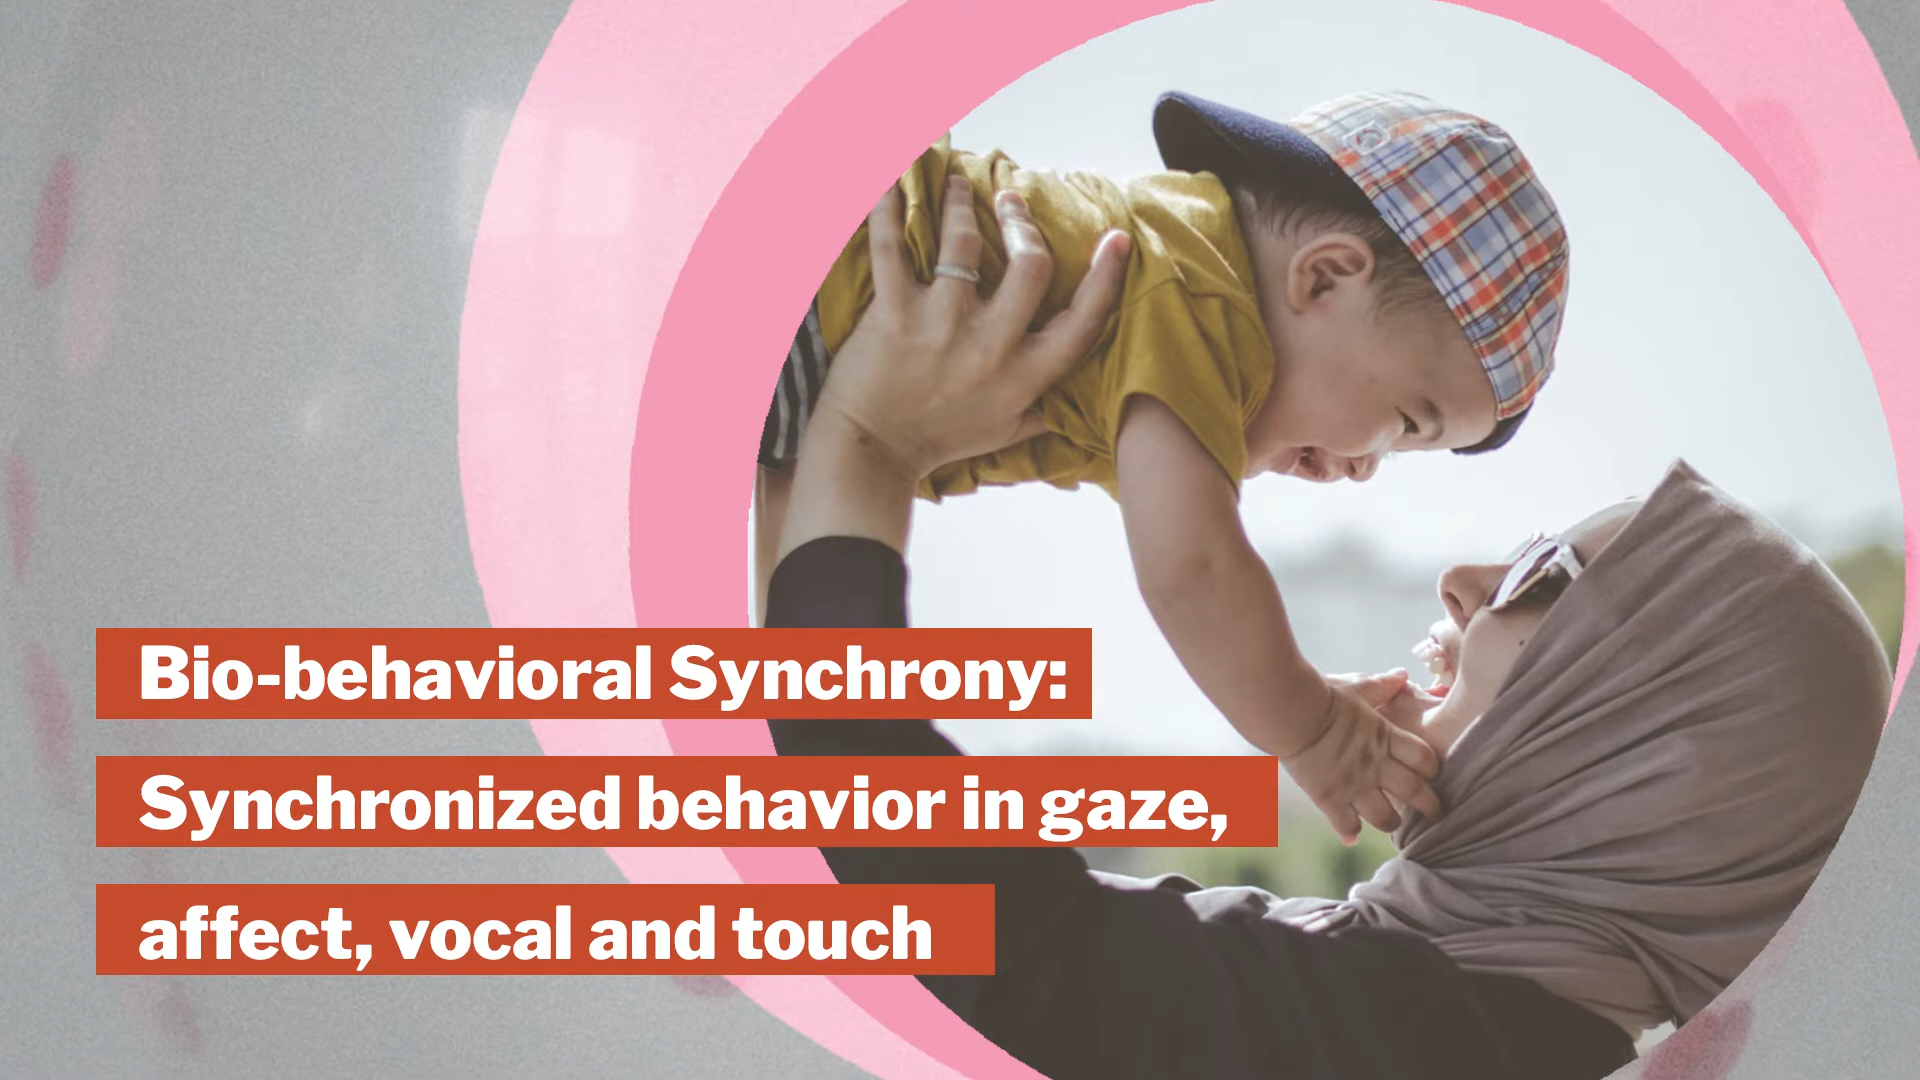 Bio-behavioral Synchrony:
Synchronized behavior in gaze,
affect, vocal and touch